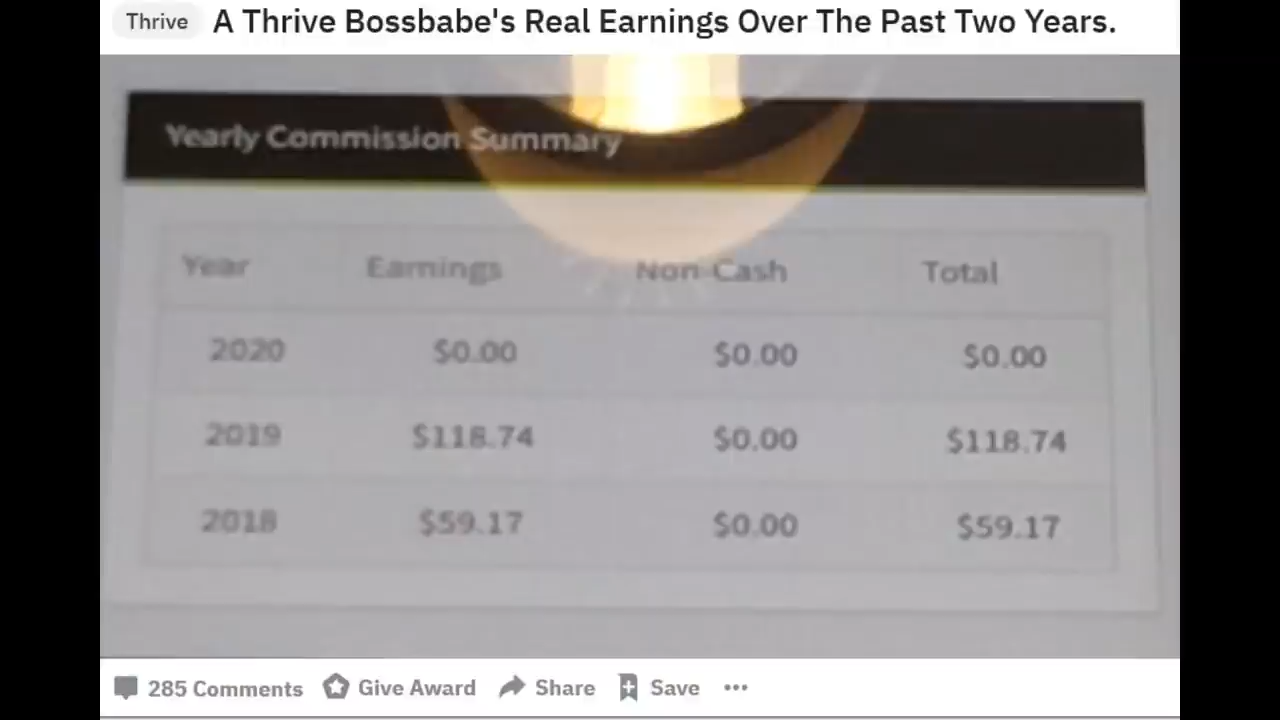 Thrive A Thrive Bossbabe's Real Earnings Over The Past Two Years.
Yearly Commission Summary
Year Earnings Non Cash Total
2020 $0.00 $0.00 $0.00
2019 $118.74 $0.00 $118.74
2018 $59.17 $0.00 $59.17
285 Comments Give Award Share Save